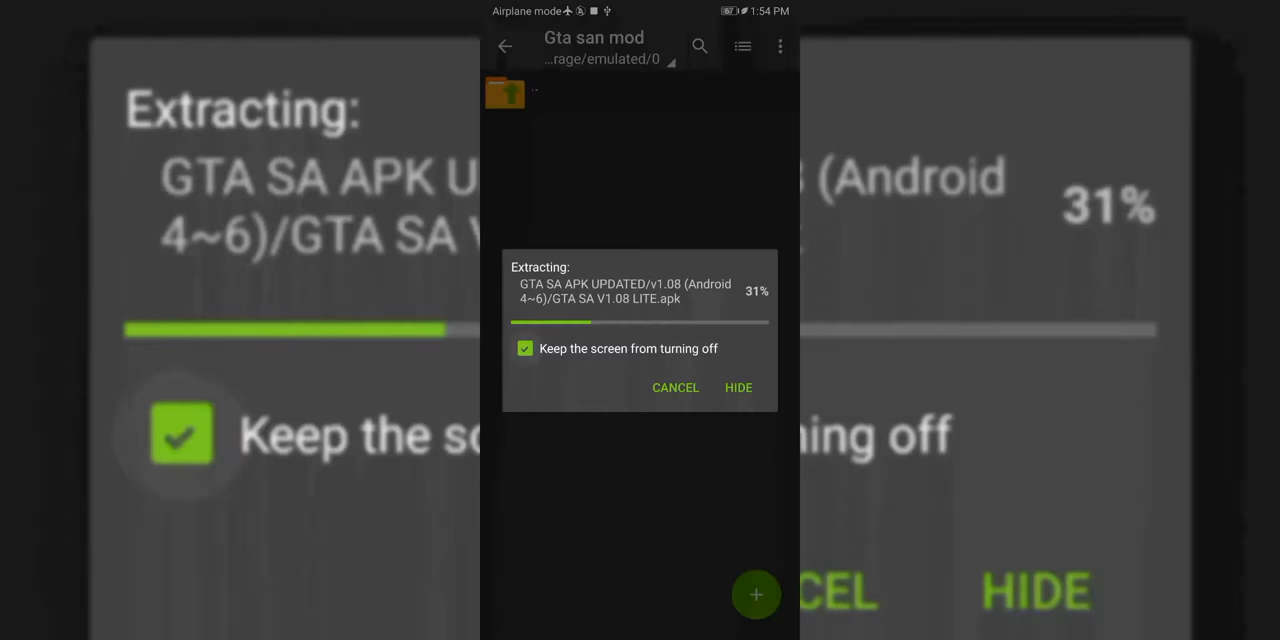 Airplane mode 67 1:54 PM
Gta san mod
...rage/emulated/0
..
Extracting:
GTA SA APK UPDATED/v1.08 (Android
4~6)/GTA SA V1.08 LITE.apk
31%
Keep the screen from turning off
CANCEL HIDE
Extracting:
GTA SA APK U (Android
4~6)/GTA SA
31%
Keep the sc ning off
CEL HIDE